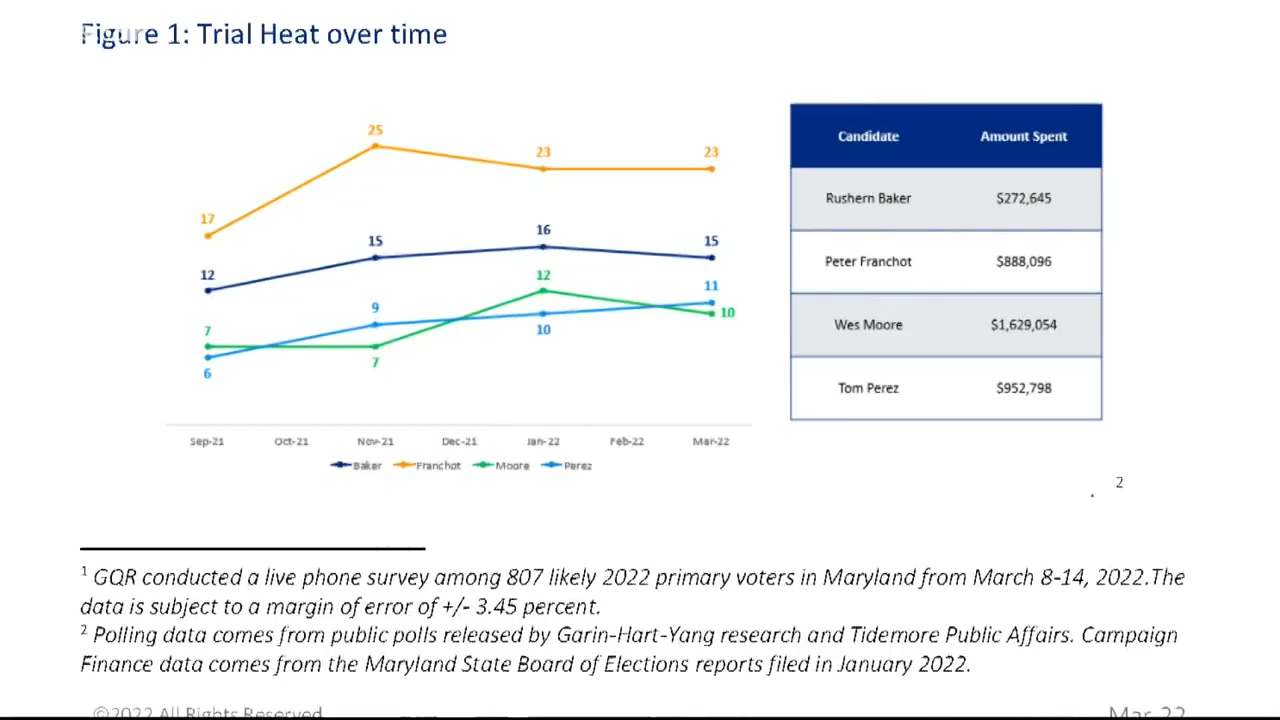 Figure 1: Trial Heat over time
25
23
23
17
16
15
15
12
12
11
10
9
10
7
7
6
Sep-21 Oct-21 Nov-21 Dec-21 Jan-22 Feb-22 Mar-22
Baker Franchot Moore Perez
Candidate Amount Spent
Rushern Baker $272,645
Peter Franchot $888,096
Wes Moore $1,629,054
Tom Perez $952,798
. 2
1 GQR conducted a live phone survey among 807 likely 2022 primary voters in Maryland from March 8-14, 2022.The
data is subject to a margin of error of +/- 3.45 percent.
2 Polling data comes from public polls released by Garin-Hart-Yang research and Tidemore Public Affairs. Campaign
Finance data comes from the Maryland State Board of Elections reports filed in January 2022.
©2022 All Rights Reserved Mar-22